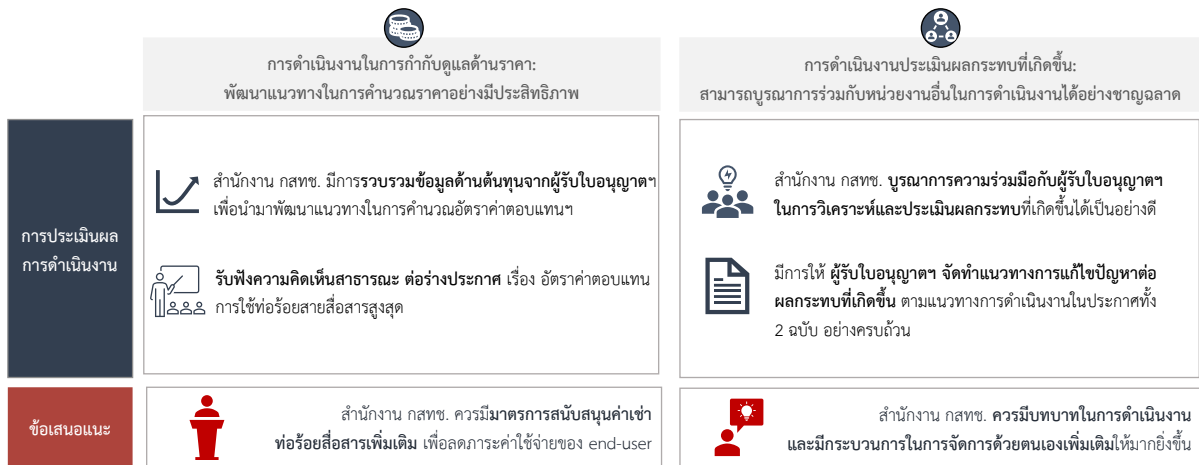 การดำเนินงานในการกำกับดูแลด้านราคา:
พัฒนาแนวทางในการคำนวณราคาอย่างมีประสิทธิภาพ
การดำเนินงานประเมินผลกระทบที่เกิดขึ้น:
สามารถบูรณาการร่วมกับหน่วยงานอื่นในการดำเนินงานได้อย่างชาญฉลาด
การประเมินผล
การดำเนินงาน
สำนักงาน กสทช. มีการรวบรวมข้อมูลด้านต้นทุนจากผู้รับใบอนุญาตฯ
เพื่อนำมาพัฒนาแนวทางในการคำนวณอัตราค่าตอบแทนฯ
รับฟังความคิดเห็นสาธารณะ ต่อร่างประกาศ เรื่อง อัตราค่าตอบแทน
การใช้ท่อร้อยสายสื่อสารสูงสุด
สำนักงาน กสทช. บูรณาการความร่วมมือกับผู้รับใบอนุญาตฯ
ในการวิเคราะห์และประเมินผลกระทบที่เกิดขึ้นได้เป็นอย่างดี
มีการให้ ผู้รับใบอนุญาตฯ จัดทำแนวทางการแก้ไขปัญหาต่อ
ผลกระทบที่เกิดขึ้น ตามแนวทางการดำเนินงานในประกาศทั้ง
2 ฉบับ อย่างครบถ้วน
ข้อเสนอแนะ
สำนักงาน กสทช. ควรมีมาตรการสนับสนุนค่าเช่า
ท่อร้อยสื่อสารเพิ่มเติม เพื่อลดภาระค่าใช้จ่ายของ end-user
สำนักงาน กสทช. ควรมีบทบาทในการดำเนินงาน
และมีกระบวนการในการจัดการด้วยตนเองเพิ่มเติมให้มากยิ่งขึ้น